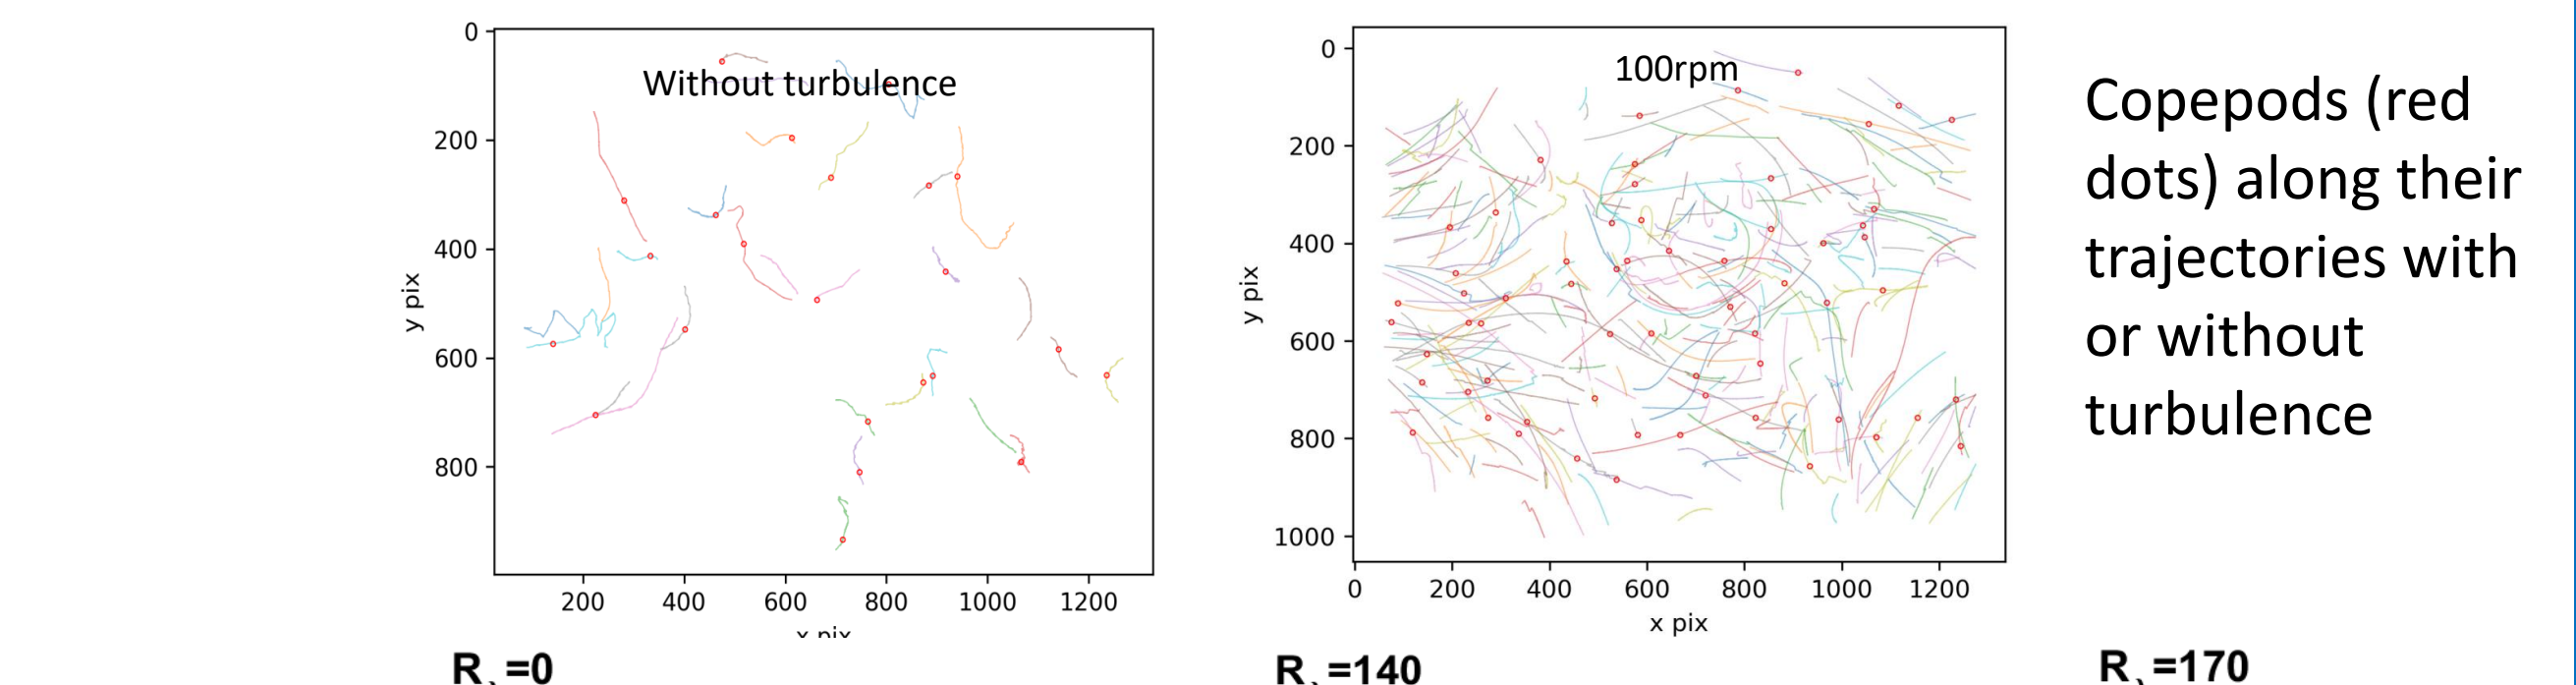 Without turbulence
0
200
400
600
800
y pix
200 400 600 800 1000 1200
x pix
100rpm
0
200
400
600
800
1000
y pix
0 200 400 600 800 1000 1200
x pix
Copepods (red
dots) along their
trajectories with
or without
turbulence
R =0
R =140
R =170